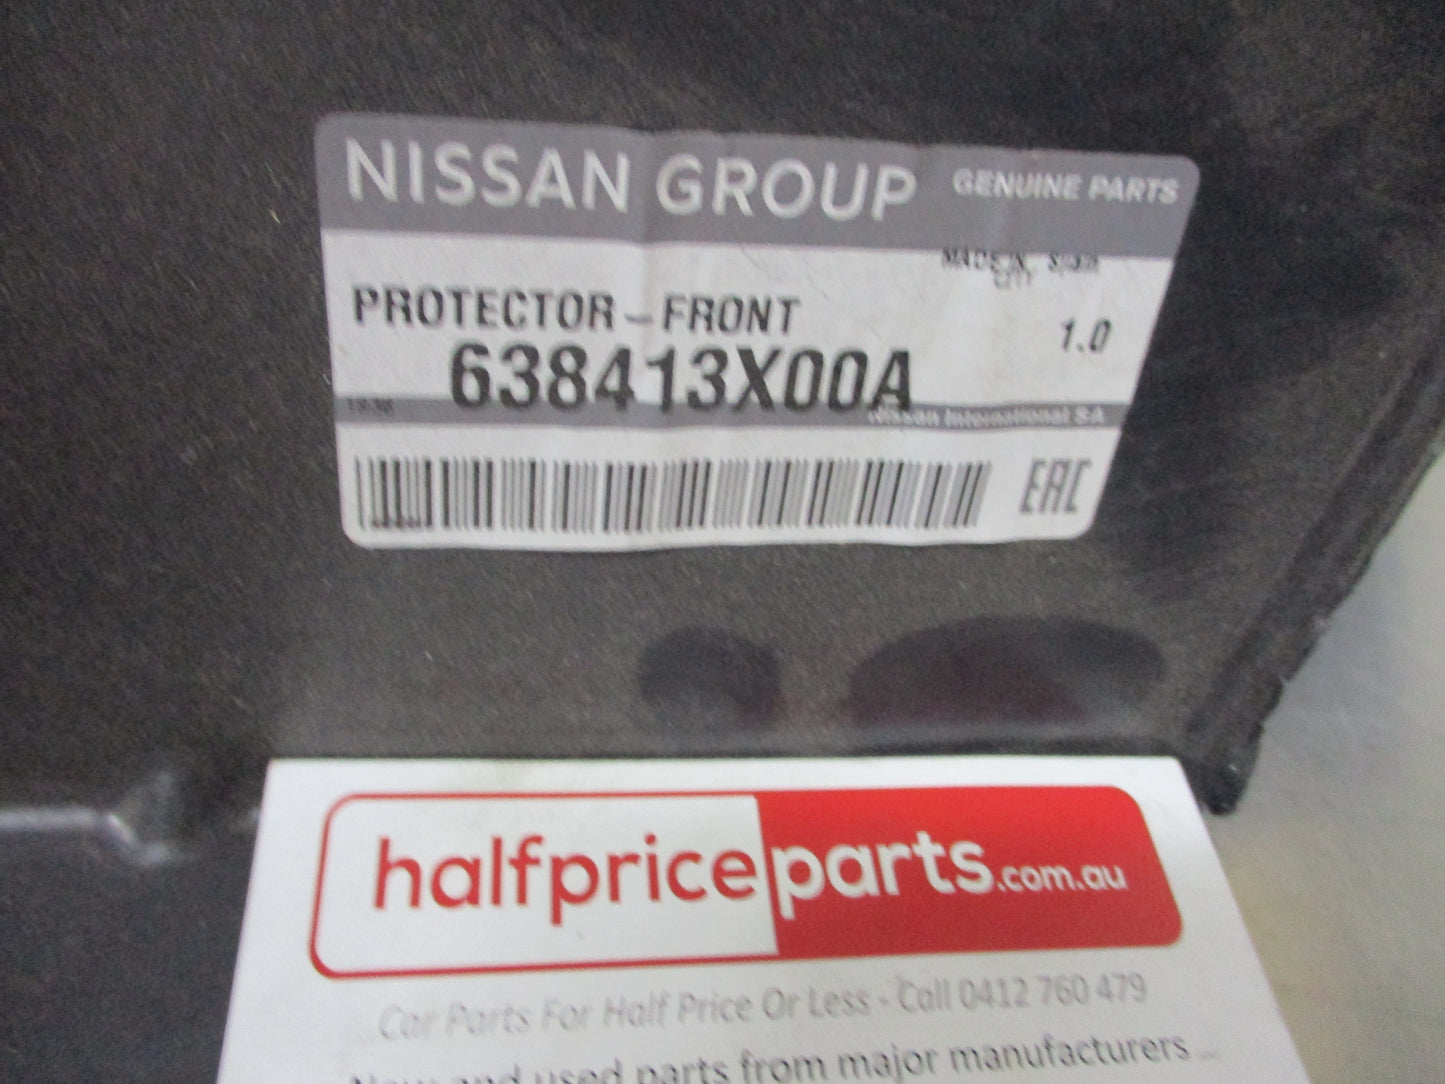 NISSAN GROUP GENUINE PARTS
MADE IN Spain
QTY
PROTECTOR-FRONT
1.0
638413X00A
Nissan International SA
EAC
halfpriceparts.com.au
Car Parts For Half Price Or Less - Call 0412 760 479
New and used parts from major manufacturers